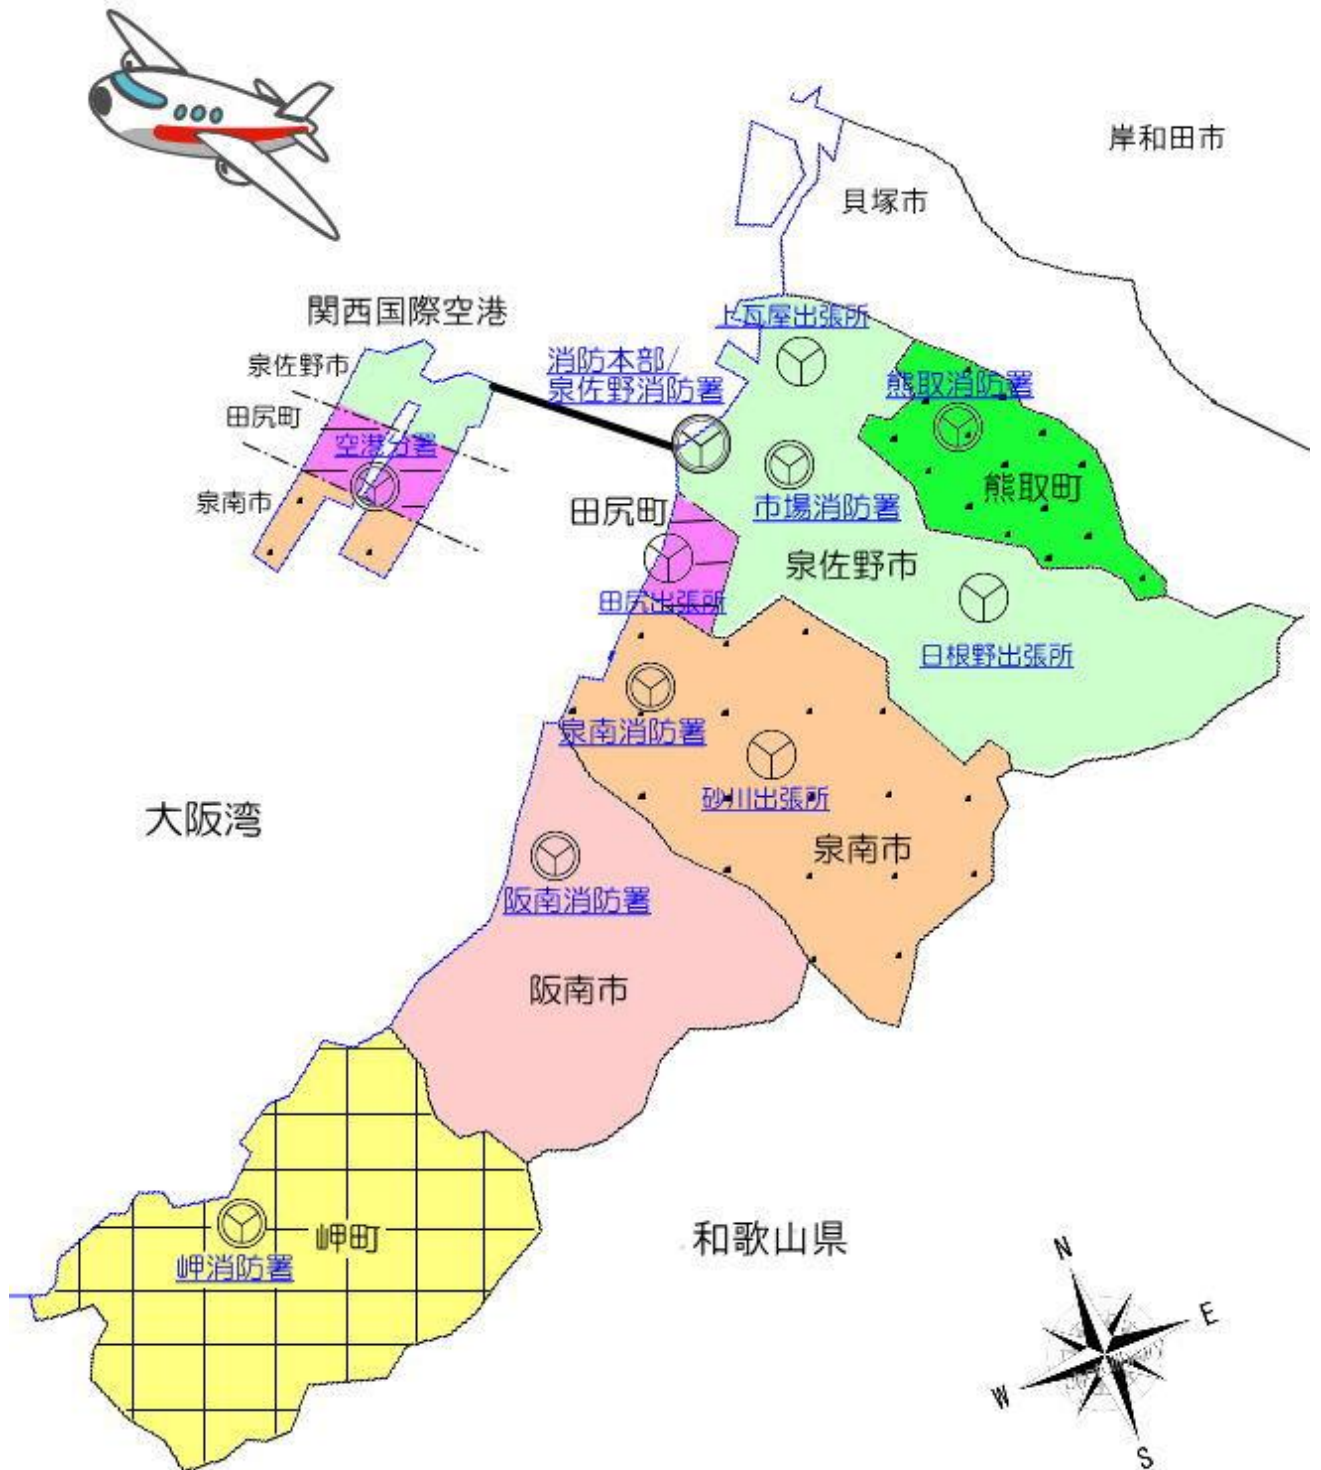 岸和田市
貝塚市
関西国際空港
上瓦屋出張所
泉佐野市
消防本部/
泉佐野消防署
熊取消防署
田尻町
空港分署
泉南市
熊取町
田尻町
市場消防署
泉佐野市
田尻出張所
日根野出張所
泉南消防署
砂川出張所
大阪湾
泉南市
阪南消防署
阪南市
岬町
和歌山県
岬消防署
N
E
W
S